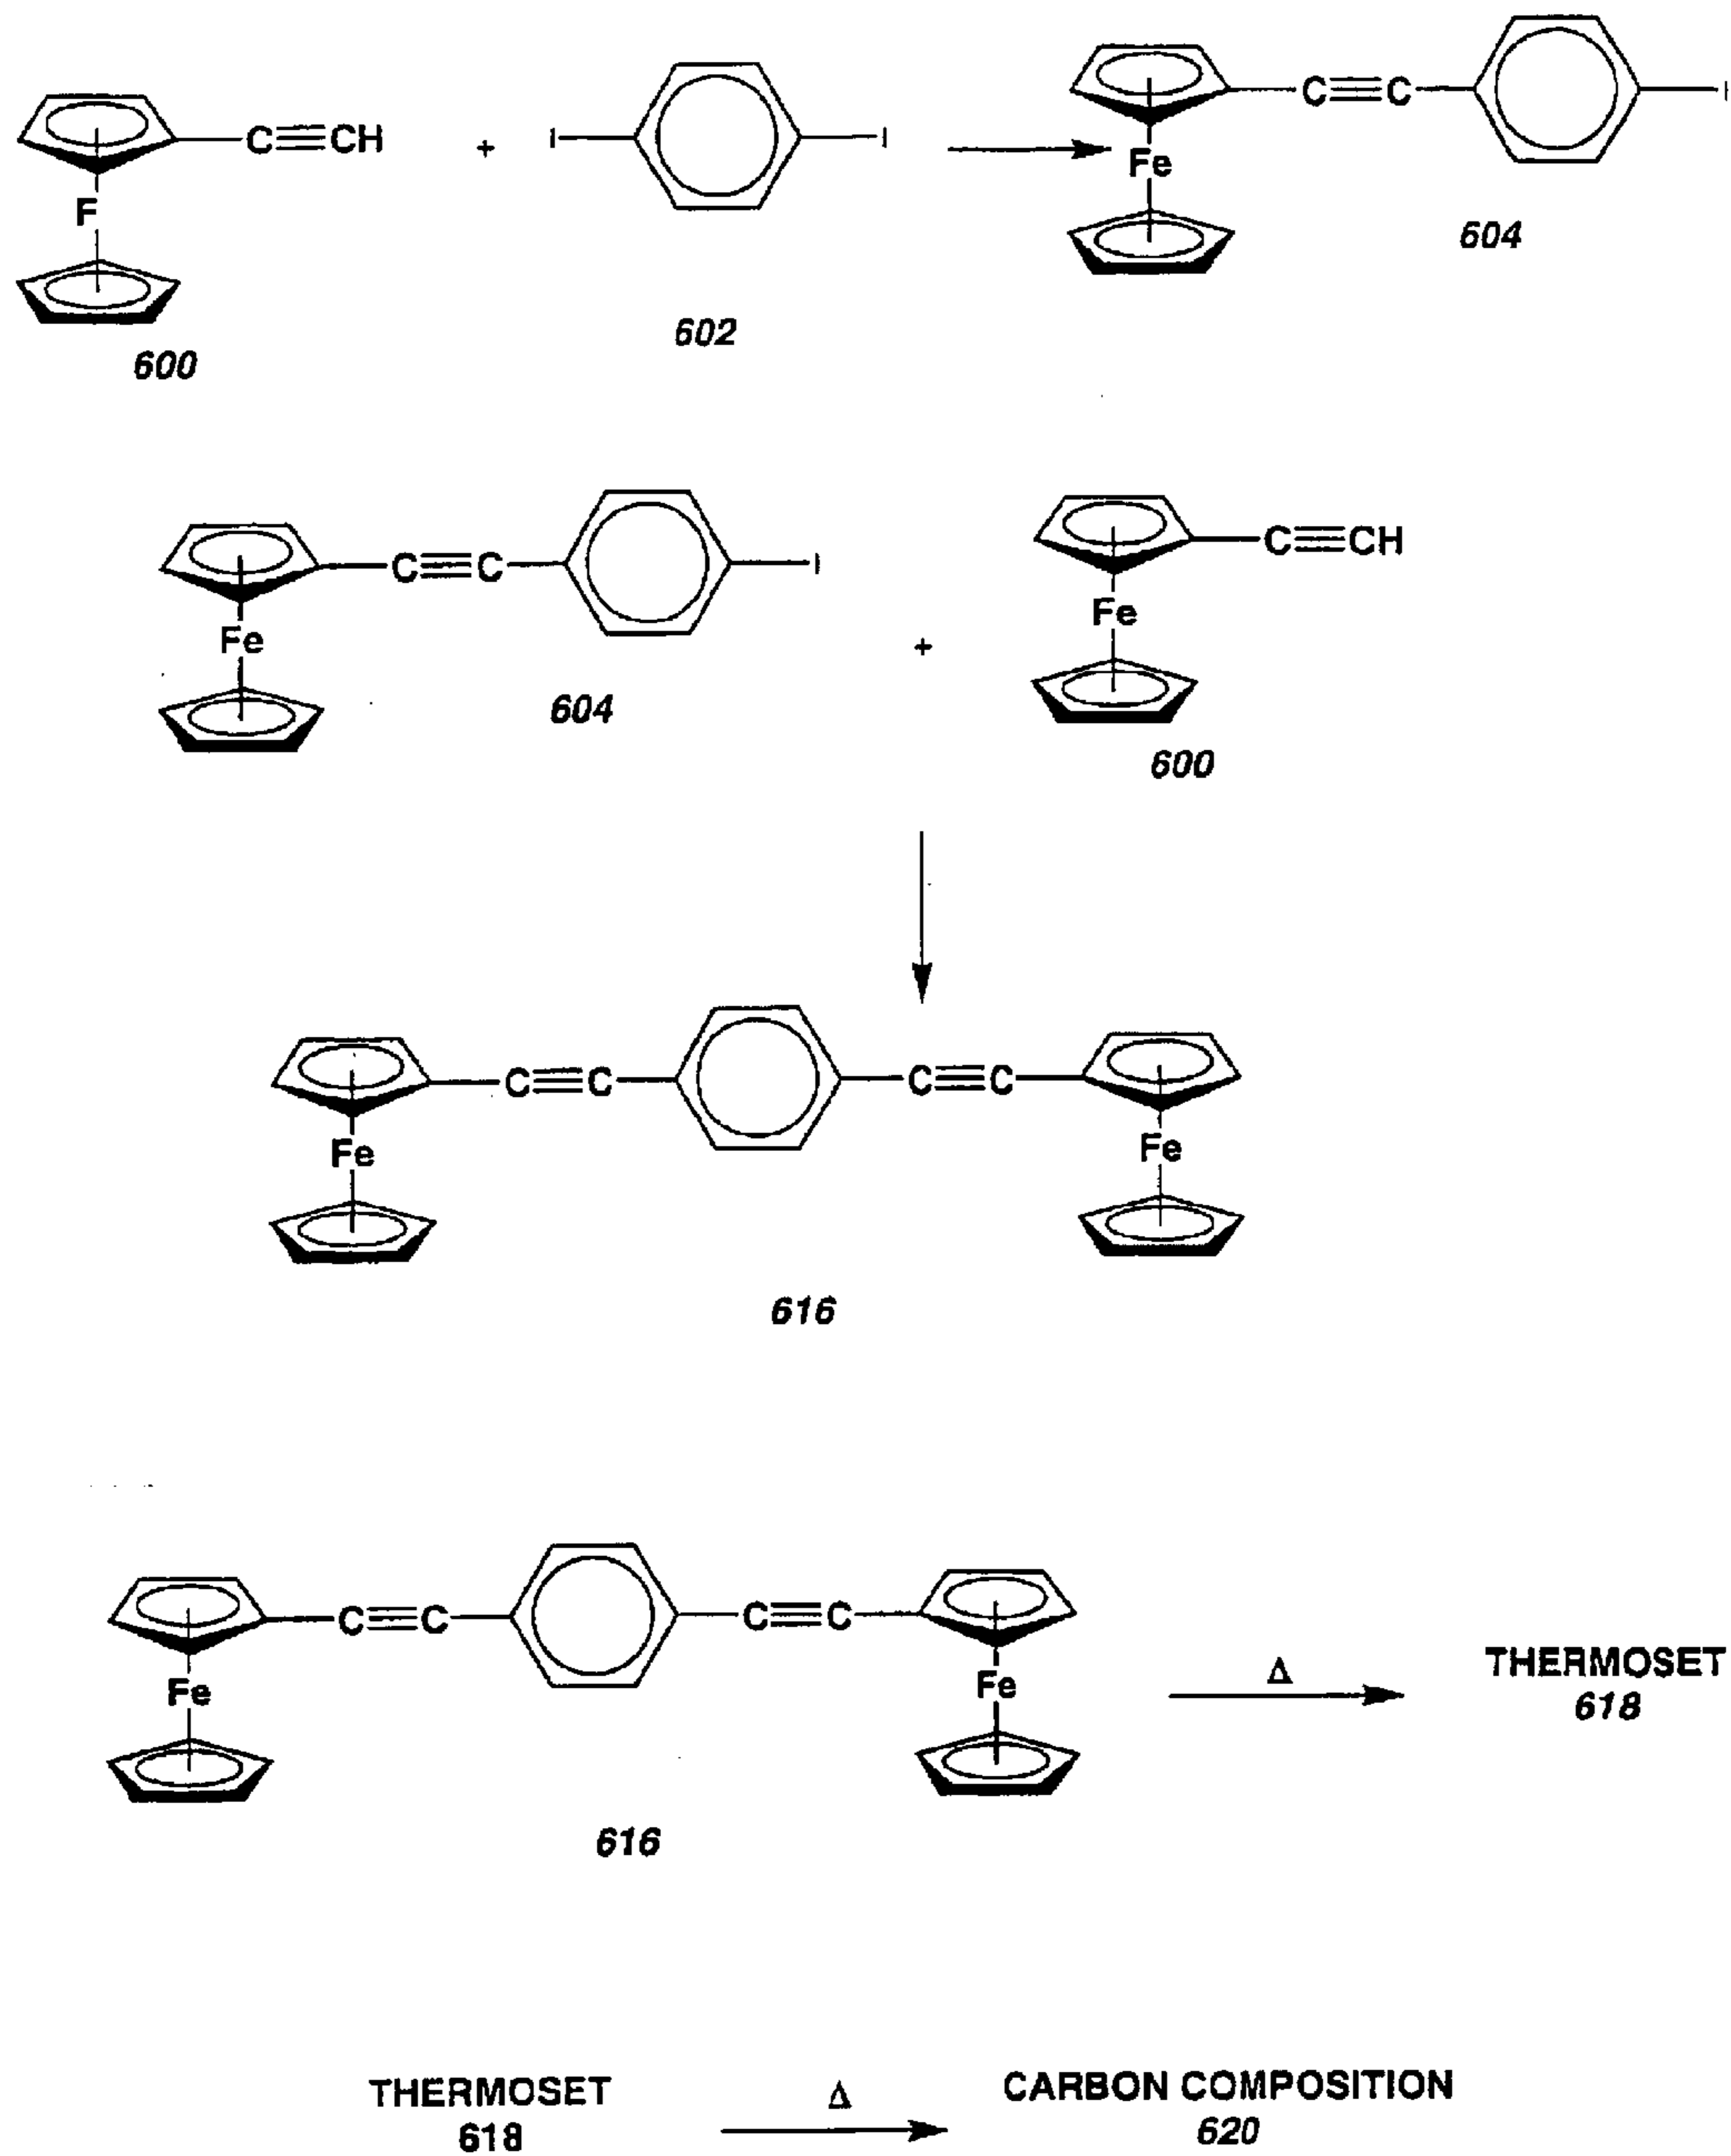 C≡CH + I I C≡C I
F Fe
600 602 604
C≡C I + C≡CH
Fe Fe
604 600
C≡C C≡C
Fe Fe
616
C≡C C≡C
Fe Fe Δ THERMOSET
618
616
THERMOSET Δ CARBON COMPOSITION
618 620